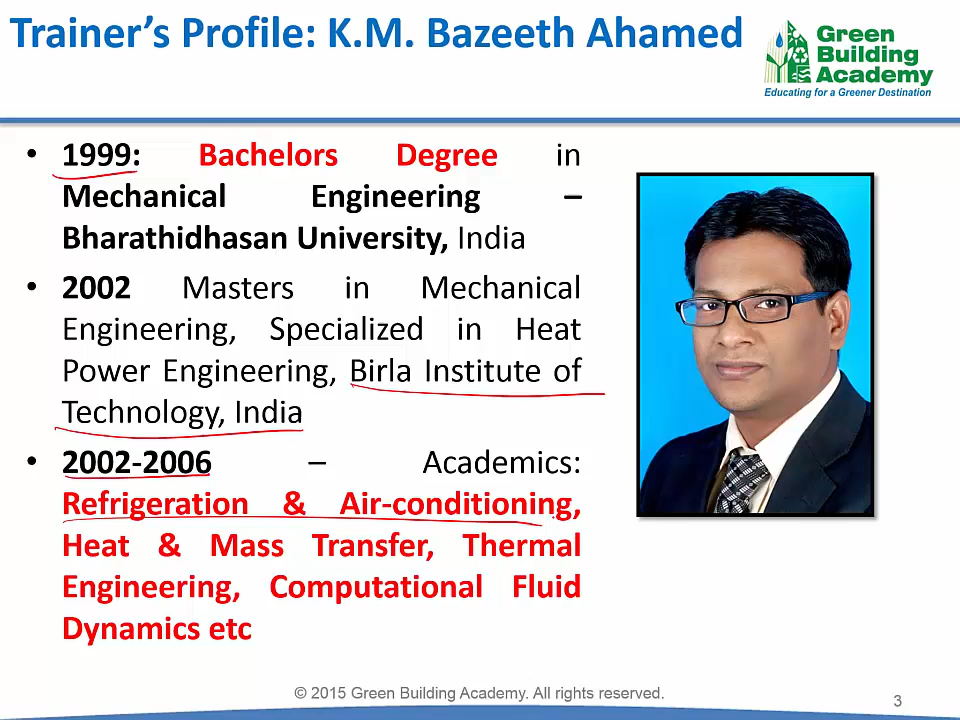 Trainer's Profile: K.M. Bazeeth Ahamed
Green
Building
Academy
Educating for a Greener Destination
• 1999: Bachelors Degree in
Mechanical Engineering –
Bharathidhasan University, India
• 2002 Masters in Mechanical
Engineering, Specialized in Heat
Power Engineering, Birla Institute of
Technology, India
• 2002-2006 – Academics:
Refrigeration & Air-conditioning,
Heat & Mass Transfer, Thermal
Engineering, Computational Fluid
Dynamics etc
© 2015 Green Building Academy. All rights reserved.
3